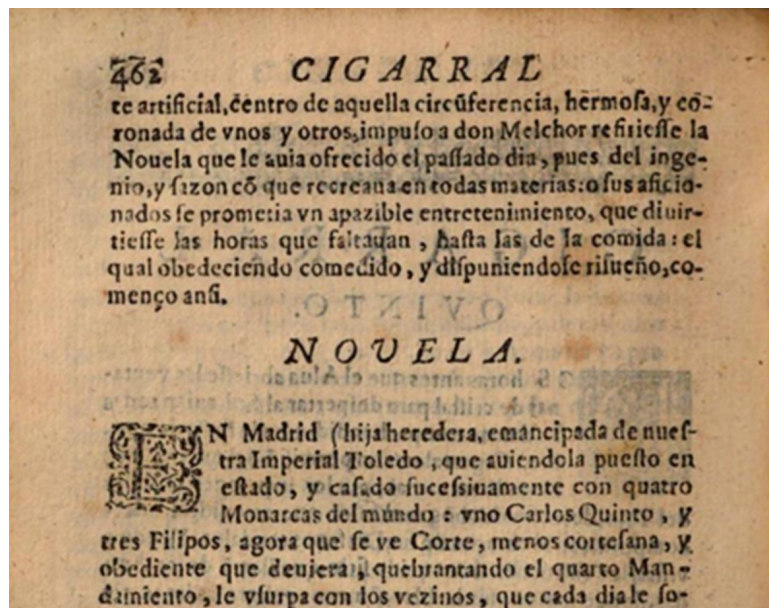 462 CIGARRAL
te artificial, centro de aquella circũferencia, hermoſa, y co-
ronada de vnos y otros, impuſo a don Melchor refirieſſe la
Nouela que le auia ofrecido el paſſado dia, pues del inge-
nio, y ſazon cõ que recreaua en todas materias: o ſus aficio-
nados ſe prometia vn apazible entretenimiento, que diuir-
tieſſe las horas que faltauan, haſta las de la comida: el
qual obedeciendo comedido, y diſpuniendoſe riſueño, co-
menço anſi.
NOUELA.
EN Madrid (hija heredera, emancipada de nueſ-
tra Imperial Toledo, que auiendola pueſto en
eſtado, y caſado ſuceſsiuamente con quatro
Monarcas del mundo: vno Carlos Quinto, y
tres Filipos, agora que ſe ve Corte, menos corteſana, y
obediente que deuiera, quebrantando el quarto Man-
damiento, le vſurpa con los vezinos, que cada dia le ſo-